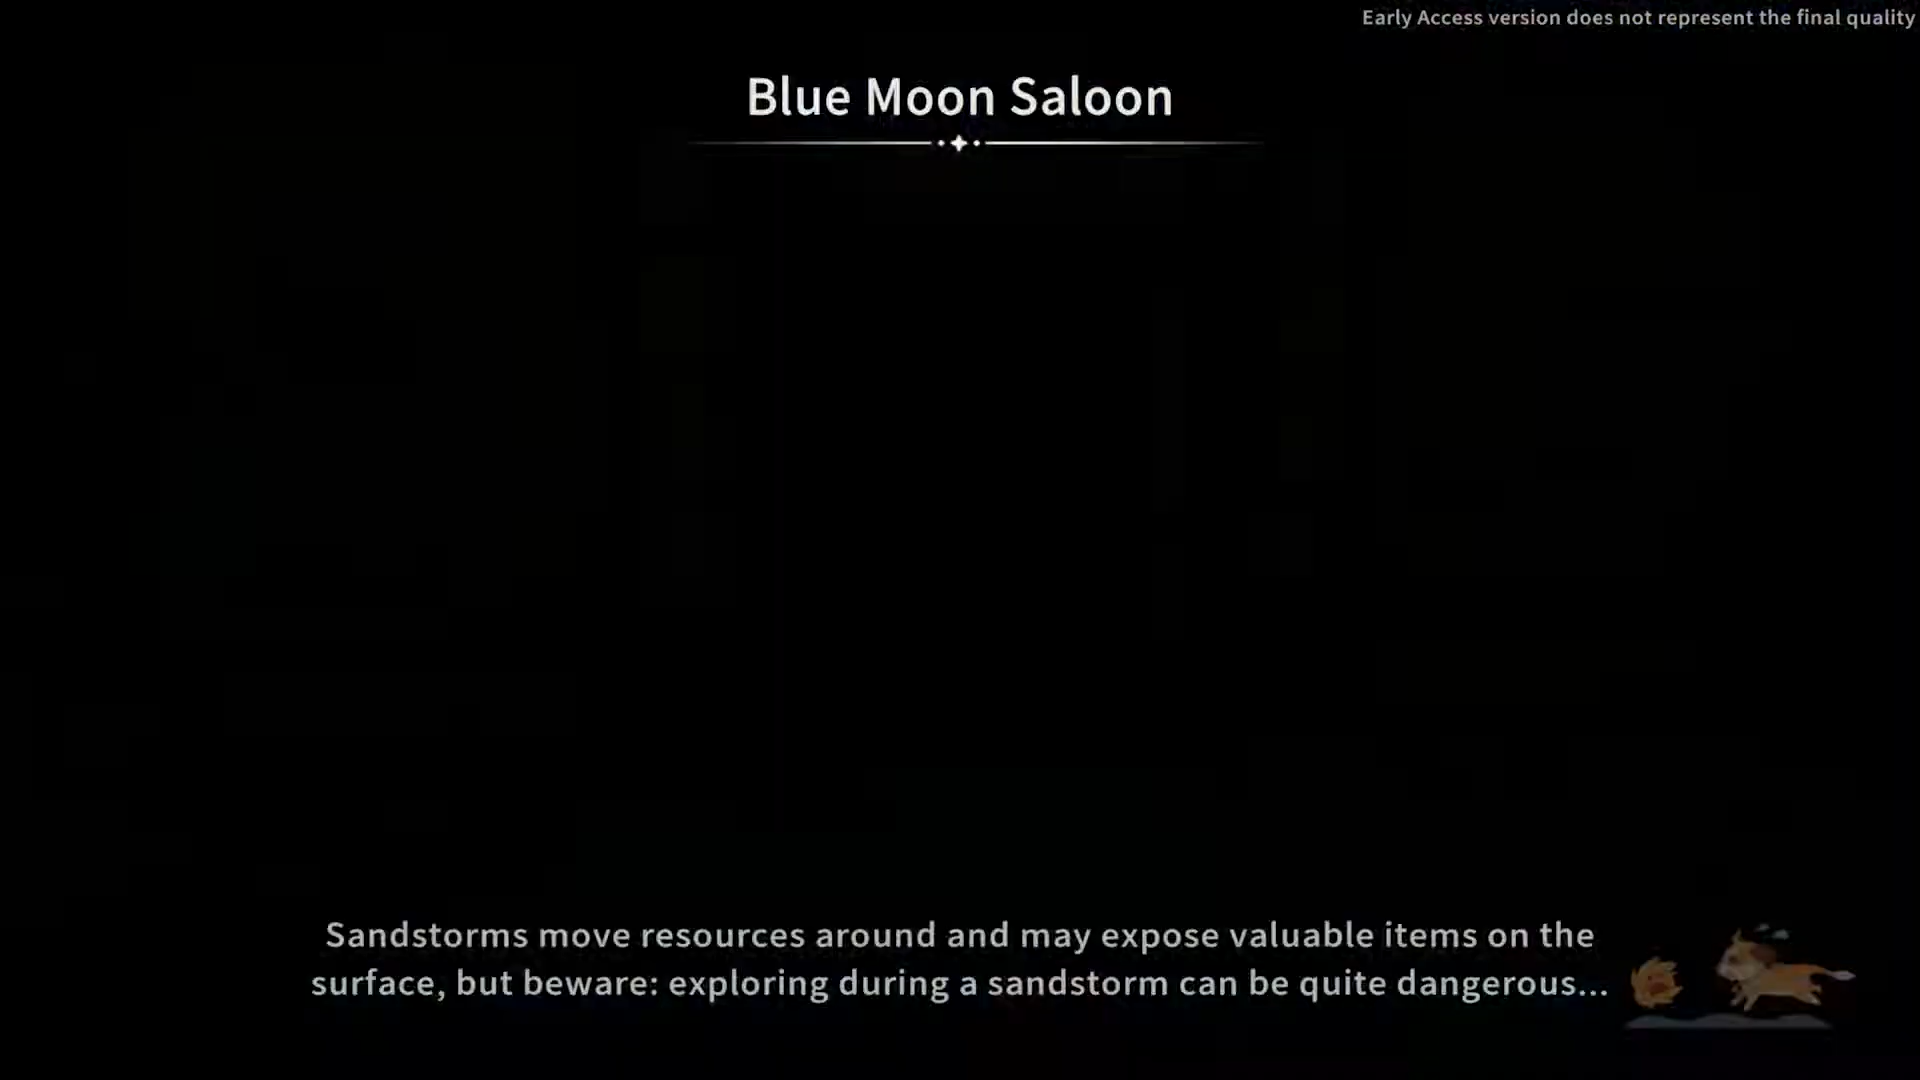 Early Access version does not represent the final quality
Blue Moon Saloon
Sandstorms move resources around and may expose valuable items on the
surface, but beware: exploring during a sandstorm can be quite dangerous...